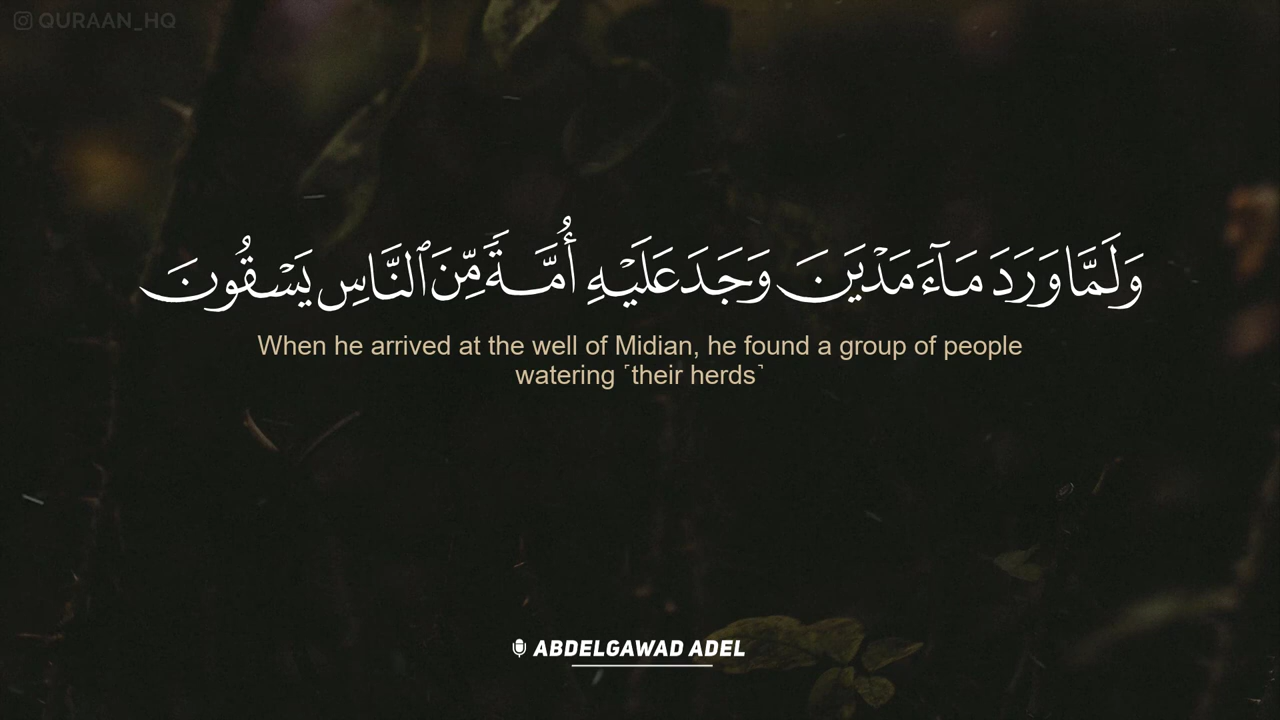 QURAAN_HQ
وَلَمَّا وَرَدَ مَآءَ مَدْيَنَ وَجَدَ عَلَيْهِ أُمَّةً مِّنَ ٱلنَّاسِ يَسْقُونَ
When he arrived at the well of Midian, he found a group of people
watering ˹their herds˺
ABDELGAWAD ADEL